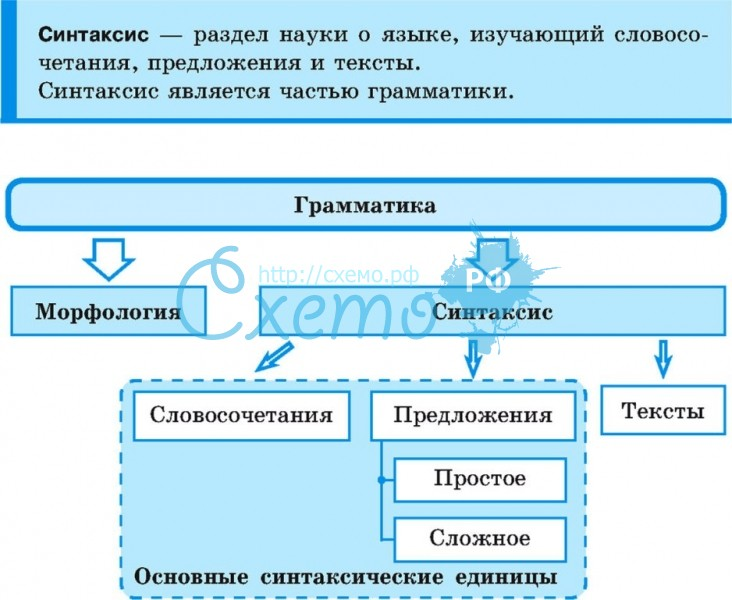 Синтаксис — раздел науки о языке, изучающий словосо-
четания, предложения и тексты.
Синтаксис является частью грамматики.
Грамматика
http://схемо.рф
Схемо РФ
Морфология
Синтаксис
Словосочетания
Предложения
Тексты
Простое
Сложное
Основные синтаксические единицы